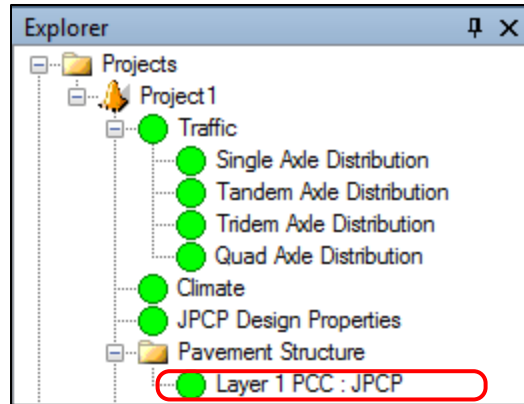 Explorer
Projects
Project1
Traffic
Single Axle Distribution
Tandem Axle Distribution
Tridem Axle Distribution
Quad Axle Distribution
Climate
JPCP Design Properties
Pavement Structure
Layer 1 PCC : JPCP